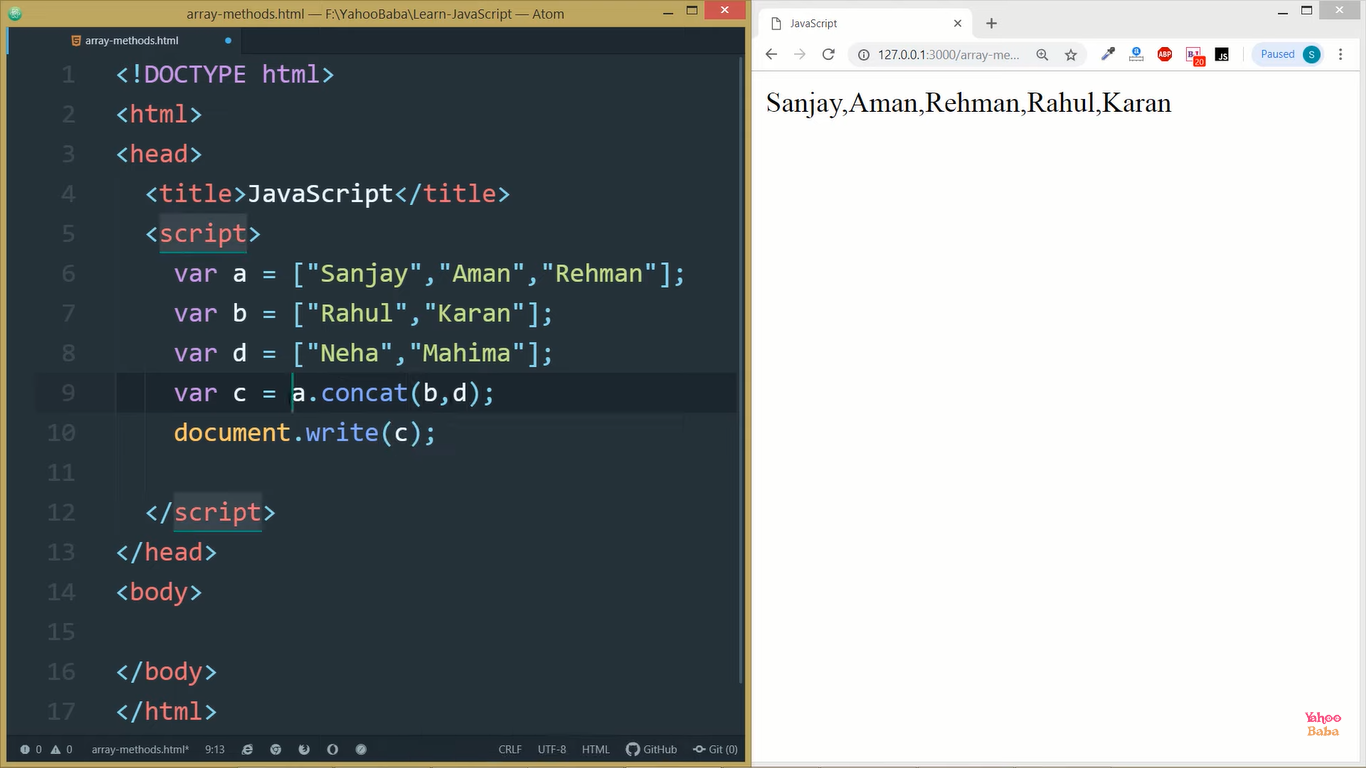 array-methods.html — F:\YahooBaba\Learn-JavaScript — Atom
array-methods.html
1 <!DOCTYPE html>
2 <html>
3 <head>
4 <title>JavaScript</title>
5 <script>
6 var a = ["Sanjay","Aman","Rehman"];
7 var b = ["Rahul","Karan"];
8 var d = ["Neha","Mahima"];
9 var c = a.concat(b,d);
10 document.write(c);
11
12 </script>
13 </head>
14 <body>
15
16 </body>
17 </html>
0 0 array-methods.html* 9:13 CRLF UTF-8 HTML GitHub Git (0)
JavaScript
127.0.0.1:3000/array-me... ABP 20 JS Paused S
Sanjay,Aman,Rehman,Rahul,Karan
Yahoo
Baba